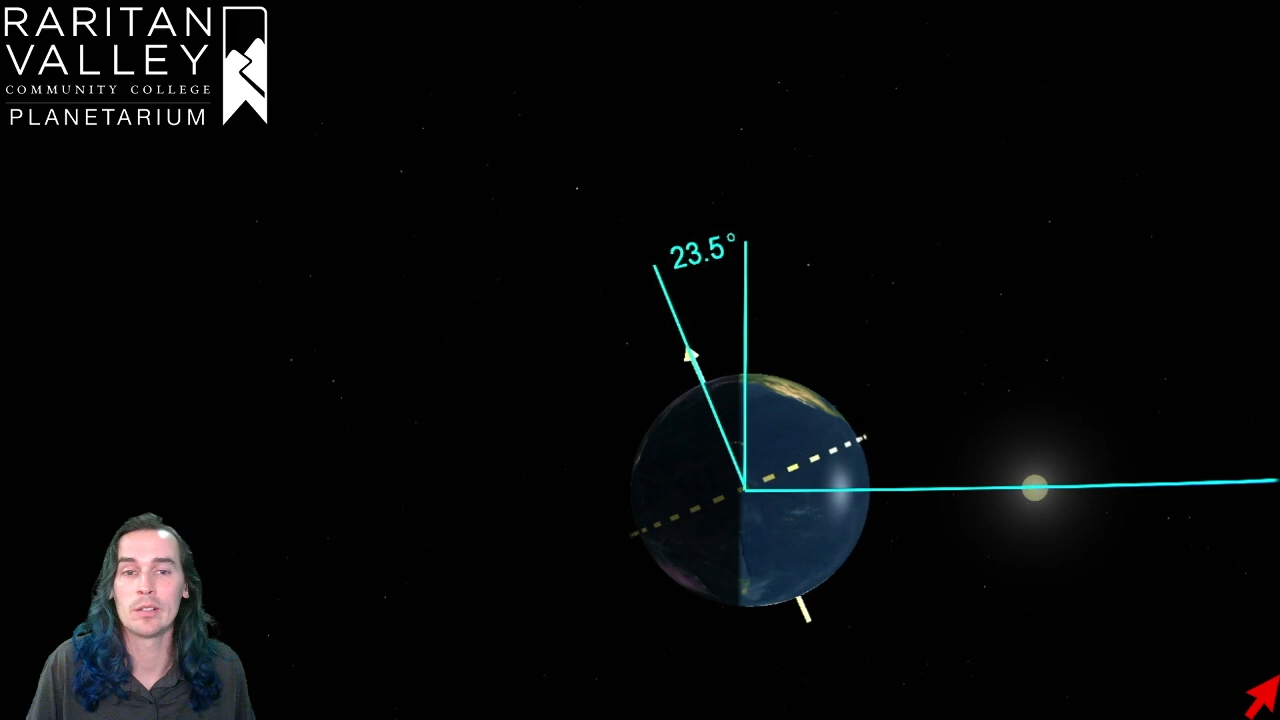 RARITAN
VALLEY
COMMUNITY COLLEGE
PLANETARIUM
23.5°